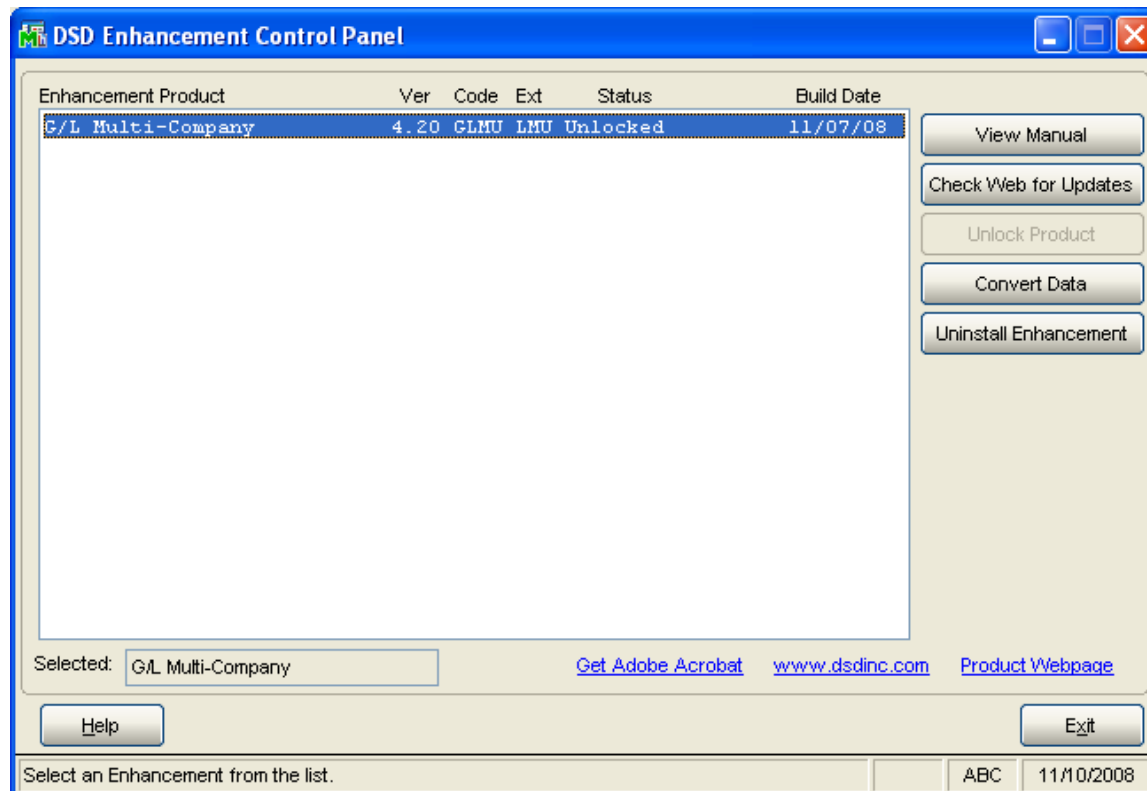 DSD Enhancement Control Panel
Enhancement Product Ver Code Ext Status Build Date
G/L Multi-Company 4.20 GLMU LMU Unlocked 11/07/08
View Manual
Check Web for Updates
Unlock Product
Convert Data
Uninstall Enhancement
Selected: G/L Multi-Company Get Adobe Acrobat www.dsdinc.com Product Webpage
Help Exit
Select an Enhancement from the list. ABC 11/10/2008